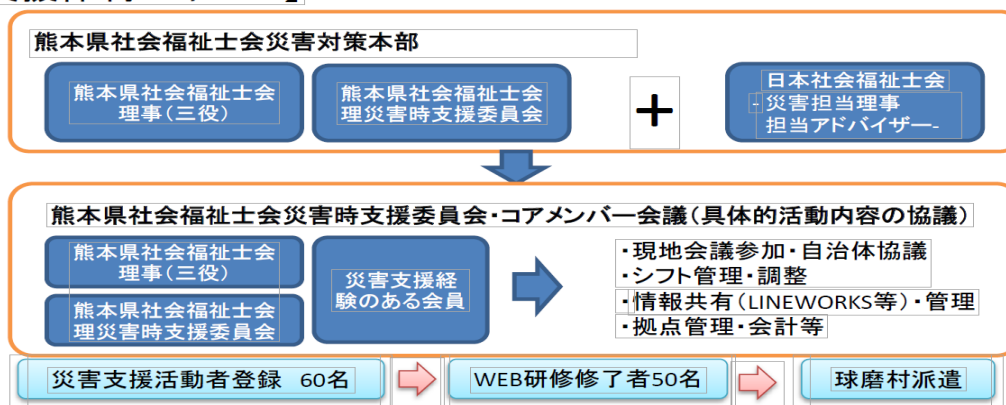 熊本県社会福祉士会災害対策本部
熊本県社会福祉士会
理事(三役)
熊本県社会福祉士会
理災害時支援委員会
+
日本社会福祉士会
-災害担当理事
担当アドバイザー-
熊本県社会福祉士会災害時支援委員会・コアメンバー会議(具体的活動内容の協議)
熊本県社会福祉士会
理事(三役)
熊本県社会福祉士会
理災害時支援委員会
災害支援経
験のある会員
・現地会議参加・自治体協議
・シフト管理・調整
・情報共有(LINEWORKS等)・管理
・拠点管理・会計等
災害支援活動者登録 60名
WEB研修修了者50名
球磨村派遣